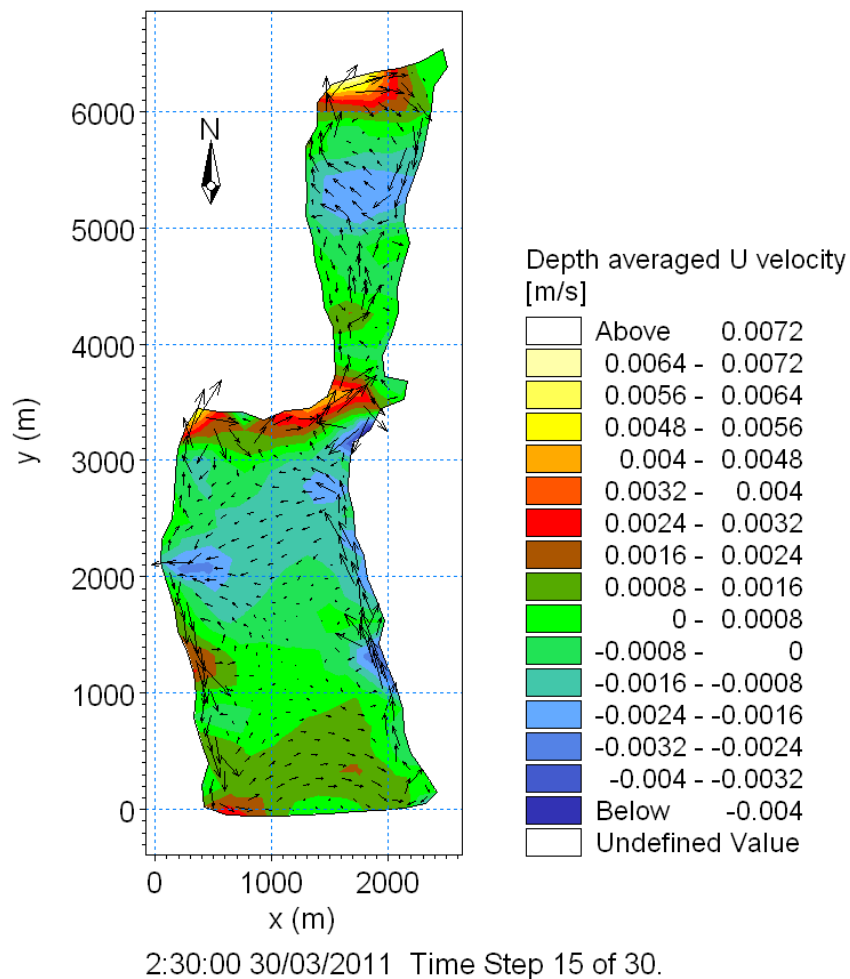 N
6000
5000
4000
3000
2000
1000
0
y (m)
0 1000 2000
x (m)
Depth averaged U velocity
[m/s]
Above 0.0072
0.0064 - 0.0072
0.0056 - 0.0064
0.0048 - 0.0056
0.004 - 0.0048
0.0032 - 0.004
0.0024 - 0.0032
0.0016 - 0.0024
0.0008 - 0.0016
0 - 0.0008
-0.0008 - 0
-0.0016 - -0.0008
-0.0024 - -0.0016
-0.0032 - -0.0024
-0.004 - -0.0032
Below -0.004
Undefined Value
2:30:00 30/03/2011 Time Step 15 of 30.